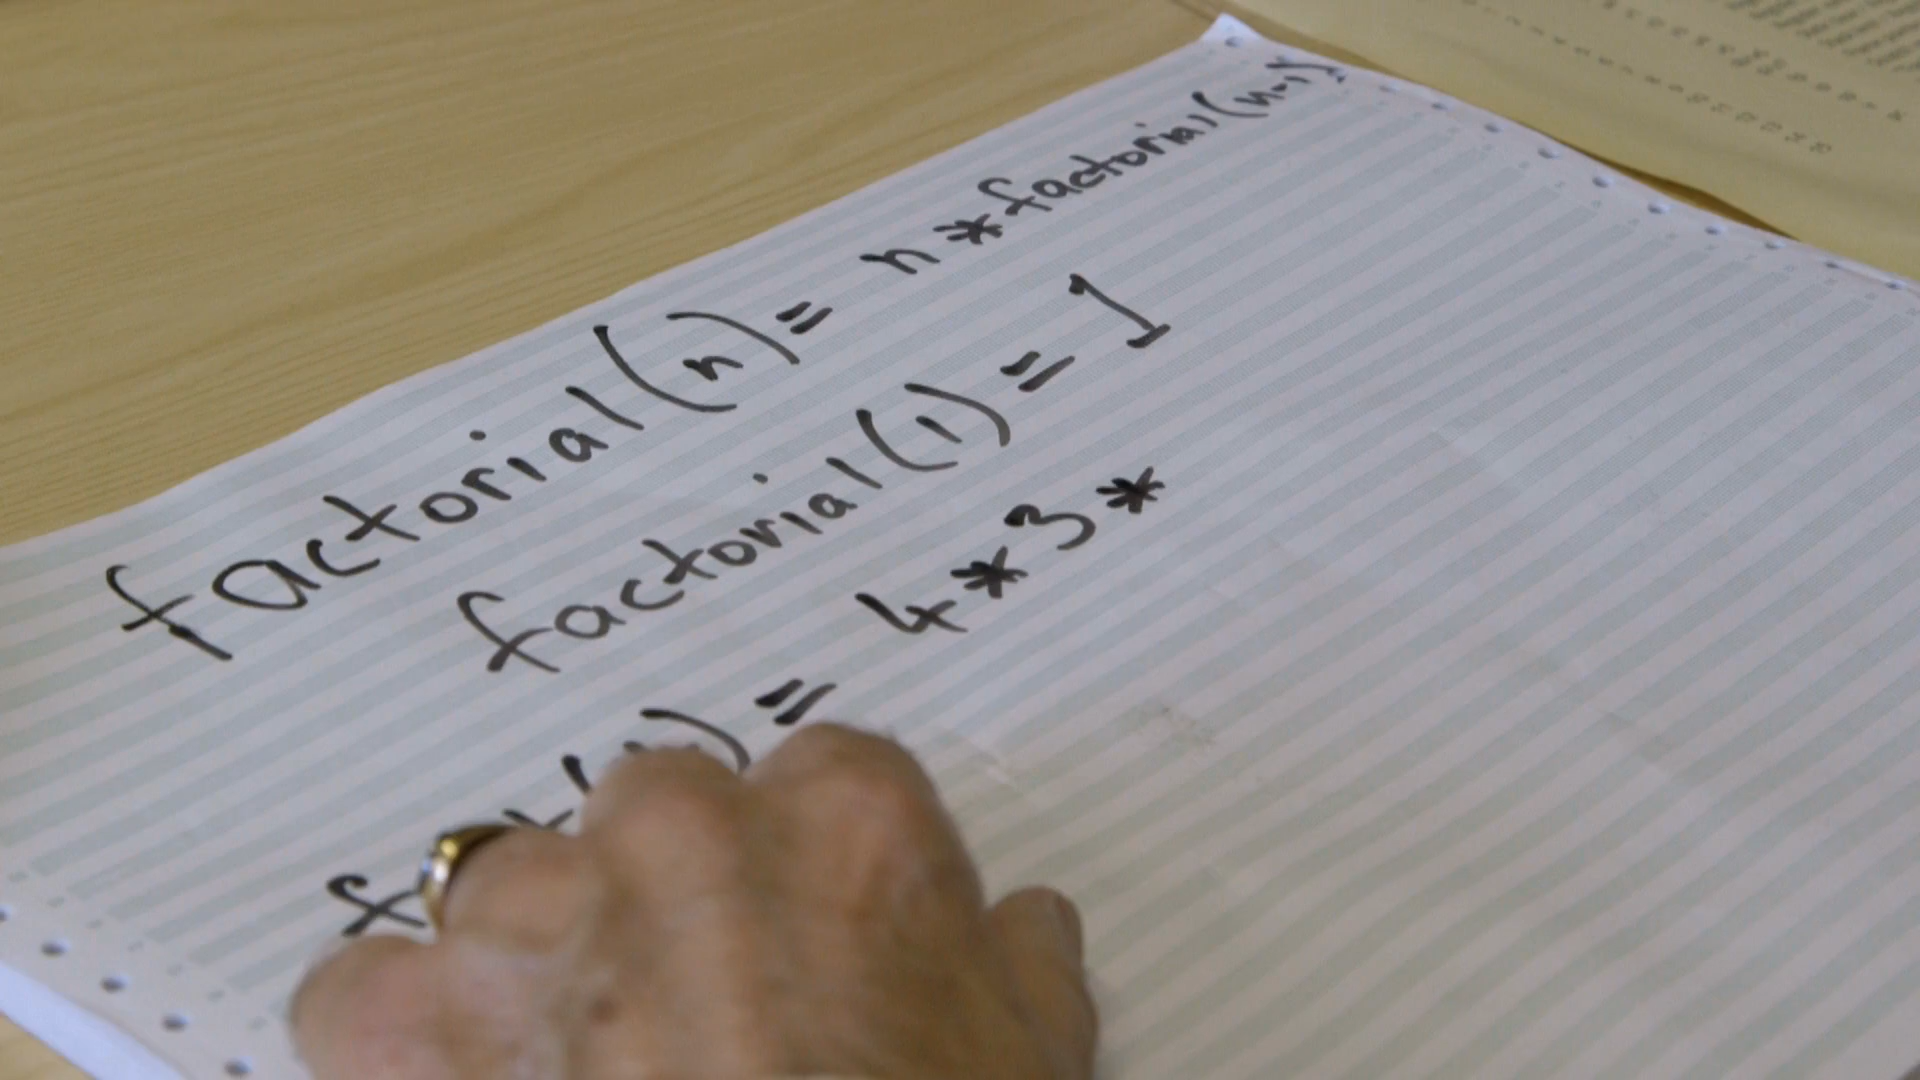 factorial(n) = n * factorial(n-1)
factorial(1) = 1
= 4 * 3 *